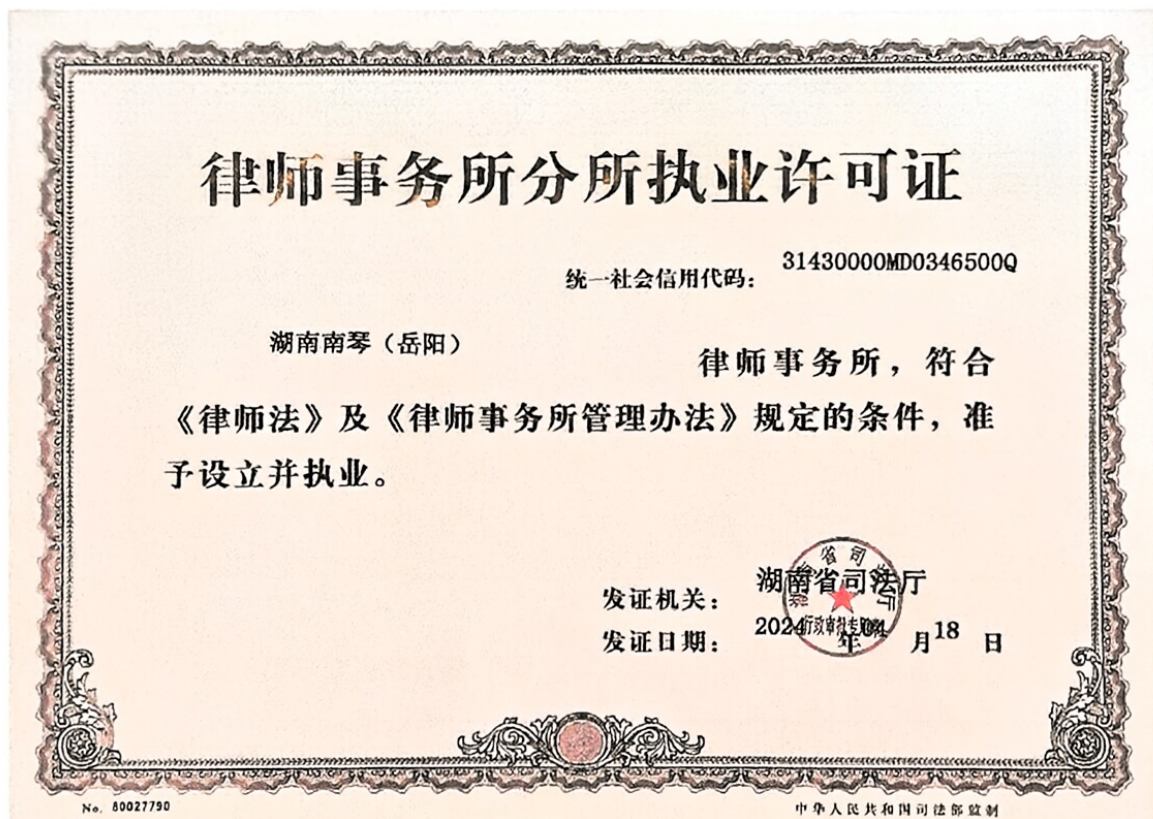 律师事务所分所执业许可证
统一社会信用代码: 31430000MD0346500Q
湖南南琴（岳阳） 律师事务所，符合
《律师法》及《律师事务所管理办法》规定的条件，准
予设立并执业。
发证机关: 湖南省司法厅
发证日期: 2024 年 04 月 18 日
No. 80027790
中华人民共和国司法部监制